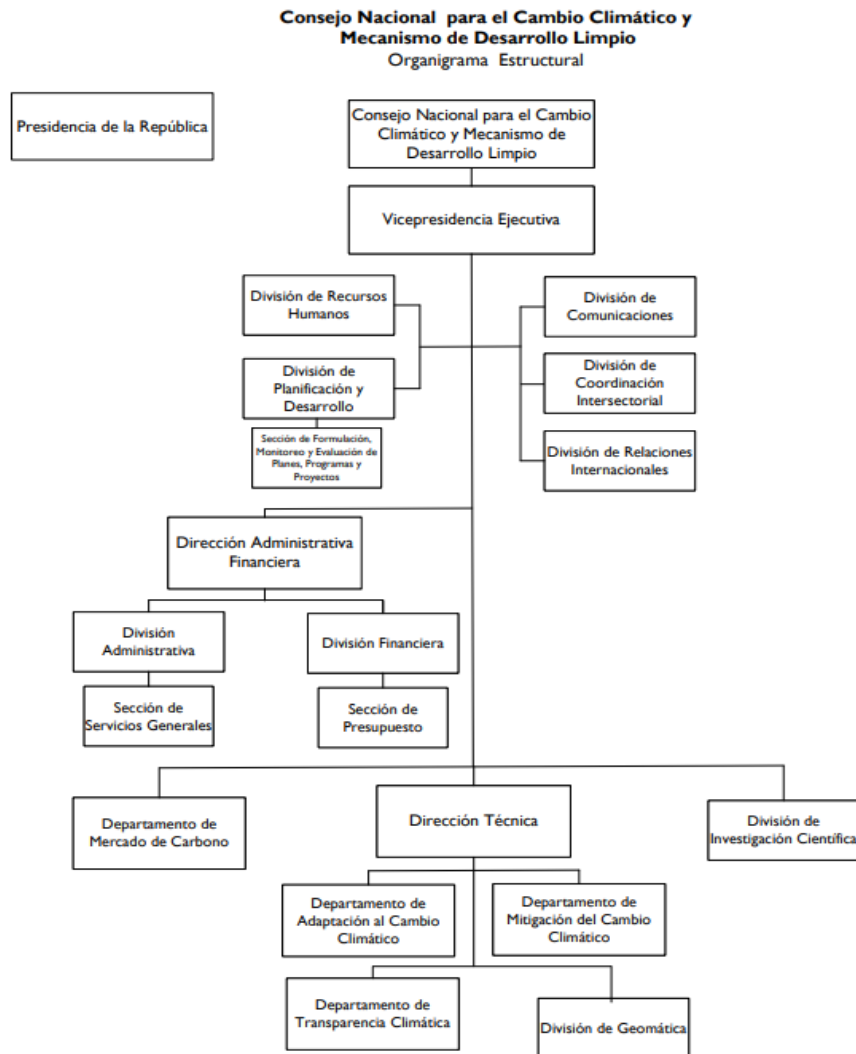 Consejo Nacional para el Cambio Climático y
Mecanismo de Desarrollo Limpio
Organigrama Estructural
Presidencia de la República
Consejo Nacional para el Cambio
Climático y Mecanismo de
Desarrollo Limpio
Vicepresidencia Ejecutiva
División de Recursos
Humanos
División de
Comunicaciones
División de
Planificación y
Desarrollo
División de
Coordinación
Intersectorial
Sección de Formulación,
Monitoreo y Evaluación de
Planes, Programas y
Proyectos
División de Relaciones
Internacionales
Dirección Administrativa
Financiera
División
Administrativa
División Financiera
Sección de
Servicios Generales
Sección de
Presupuesto
Departamento de
Mercado de Carbono
Dirección Técnica
División de
Investigación Científica
Departamento de
Adaptación al Cambio
Climático
Departamento de
Mitigación del Cambio
Climático
Departamento de
Transparencia Climática
División de Geomática